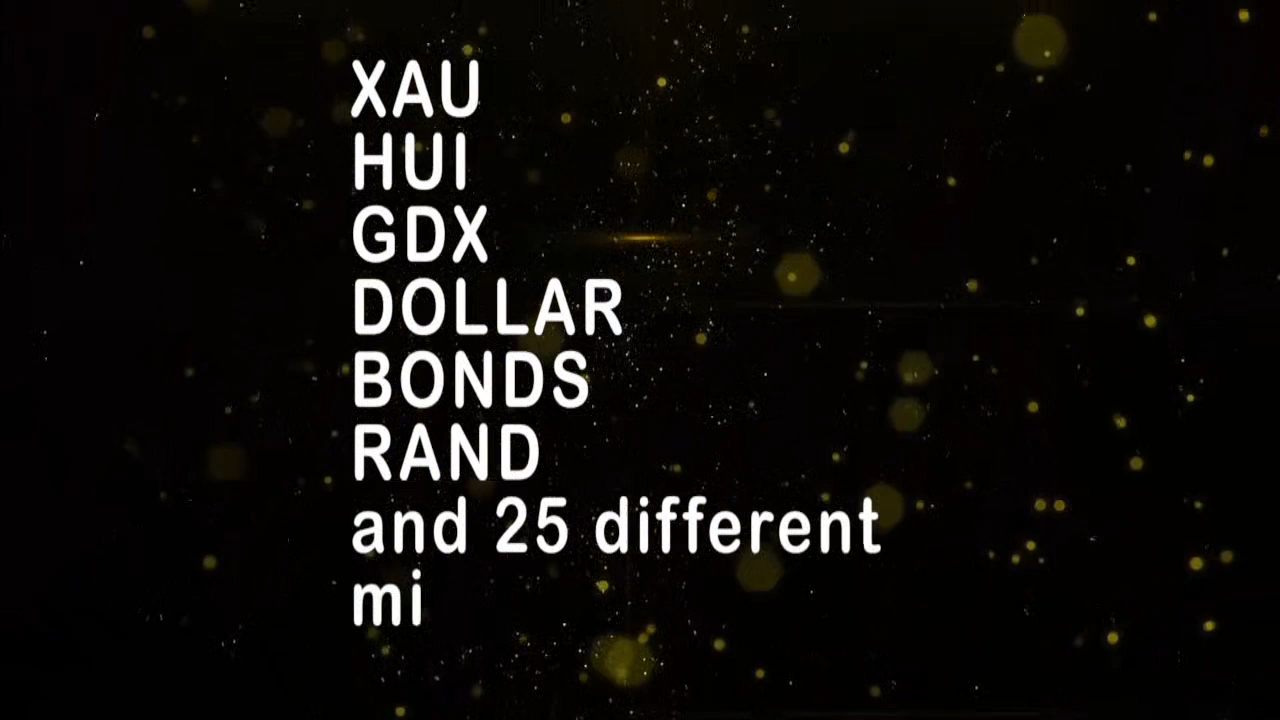 XAU
HUI
GDX
DOLLAR
BONDS
RAND
and 25 different
mi